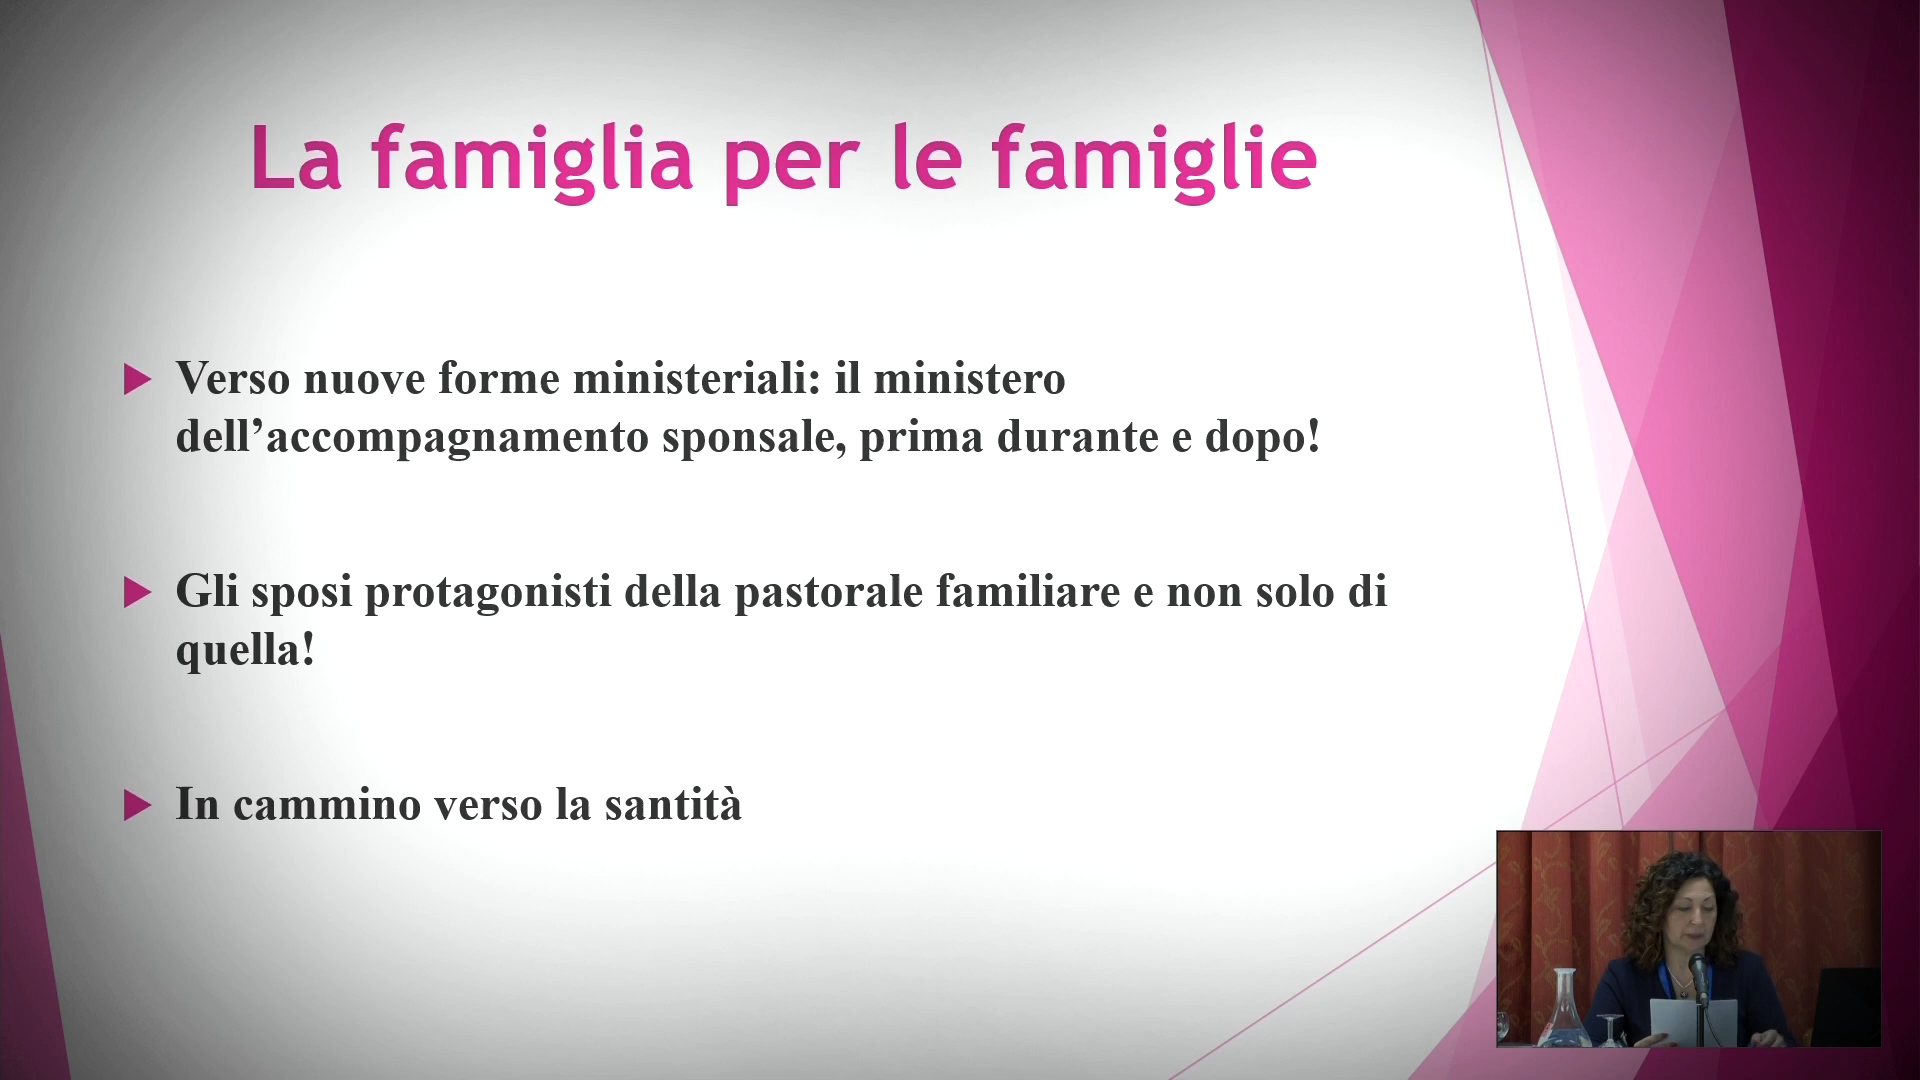 La famiglia per le famiglie
Verso nuove forme ministeriali: il ministero
dell’accompagnamento sponsale, prima durante e dopo!
Gli sposi protagonisti della pastorale familiare e non solo di
quella!
In cammino verso la santità